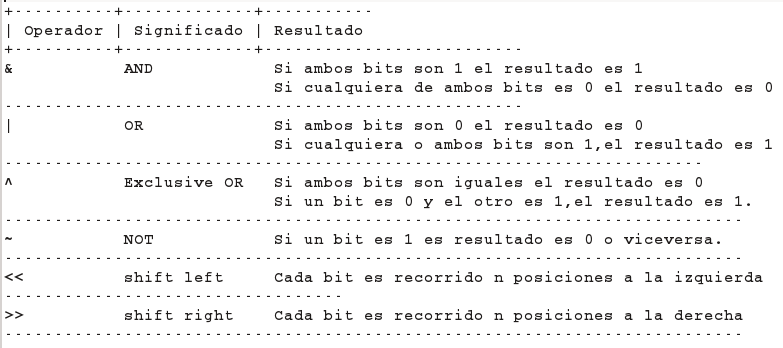 +----------+-------------+-----------
| Operador | Significado | Resultado
+----------+-------------+--------------------------
& AND Si ambos bits son 1 el resultado es 1
Si cualquiera de ambos bits es 0 el resultado es 0
----------------------------------------------------
| OR Si ambos bits son 0 el resultado es 0
Si cualquiera o ambos bits son 1,el resultado es 1
----------------------------------------------------------------------
^ Exclusive OR Si ambos bits son iguales el resultado es 0
Si un bit es 0 y el otro es 1,el resultado es 1.
--------------------------------------------------------------------------
~ NOT Si un bit es 1 es resultado es 0 o viceversa.
--------------------------------------------------------------------------
<< shift left Cada bit es recorrido n posiciones a la izquierda
----------------------------------
>> shift right Cada bit es recorrido n posiciones a la derecha
--------------------------------------------------------------------------